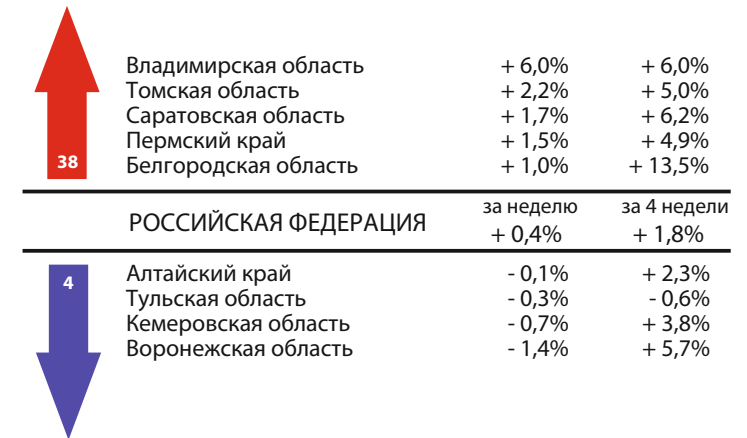 Владимирская область + 6,0% + 6,0%
Томская область + 2,2% + 5,0%
Саратовская область + 1,7% + 6,2%
Пермский край + 1,5% + 4,9%
38 Белгородская область + 1,0% + 13,5%
за неделю за 4 недели
РОССИЙСКАЯ ФЕДЕРАЦИЯ + 0,4% + 1,8%
4 Алтайский край - 0,1% + 2,3%
Тульская область - 0,3% - 0,6%
Кемеровская область - 0,7% + 3,8%
Воронежская область - 1,4% + 5,7%